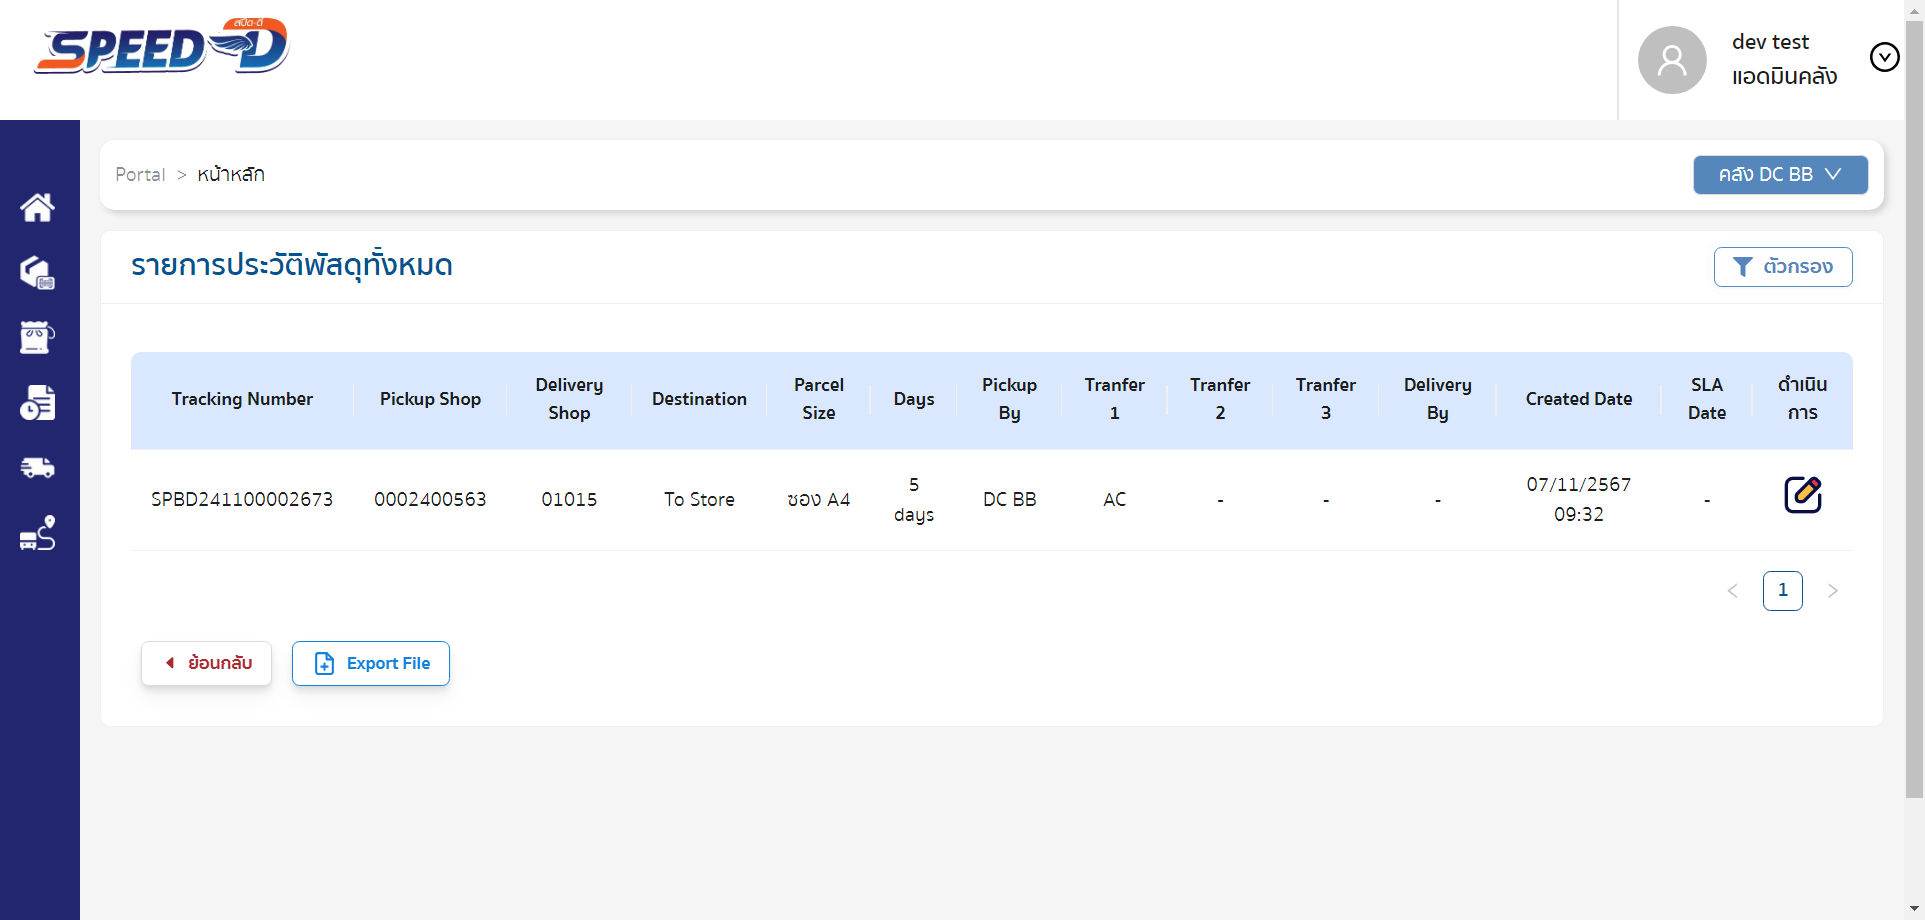 สปีด-ดี
SPEED-D
dev test
แอดมินคลัง
Portal > หน้าหลัก
คลัง DC BB
รายการประวัติพัสดุทั้งหมด
ตัวกรอง
Tracking Number Pickup Shop Delivery Shop Destination Parcel Size Days Pickup By Tranfer 1 Tranfer 2 Tranfer 3 Delivery By Created Date SLA Date ดำเนินการ
SPBD241100002673 0002400563 01015 To Store ซอง A4 5 days DC BB AC - - - 07/11/2567 09:32 -
< 1 >
ย้อนกลับ Export File